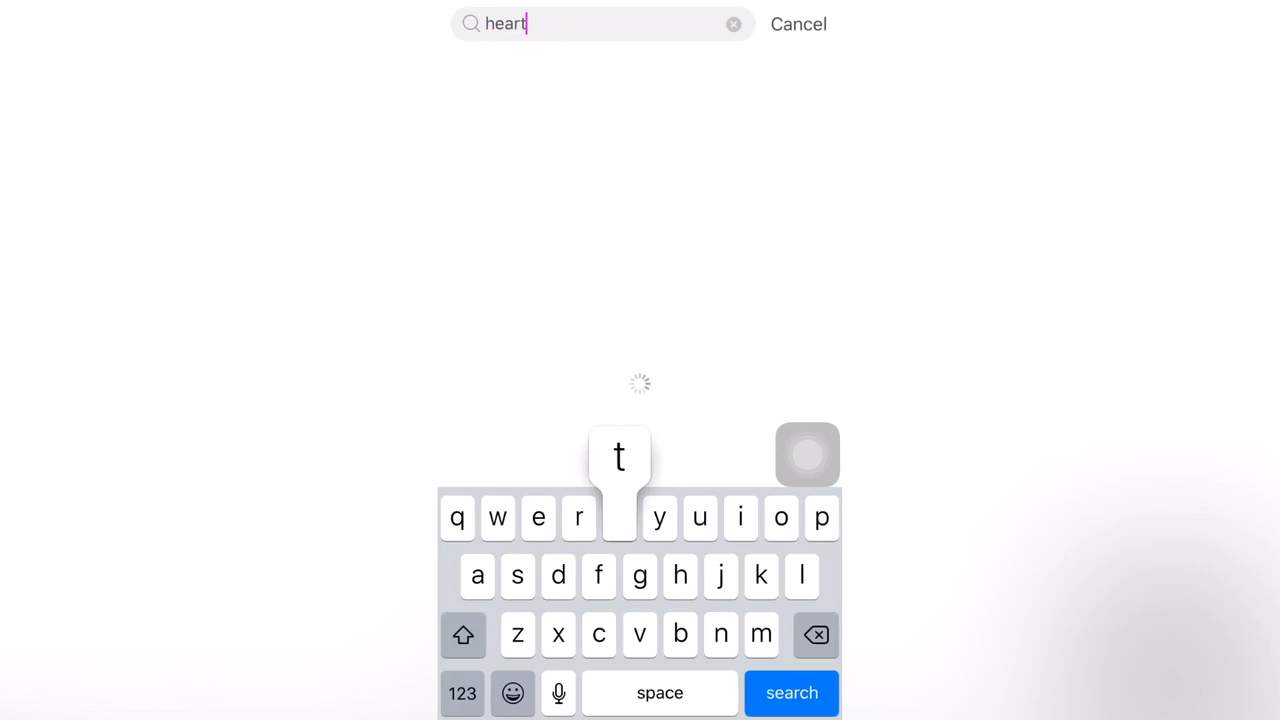 heart
Cancel
t
q w e r y u i o p
a s d f g h j k l
z x c v b n m
123 space search